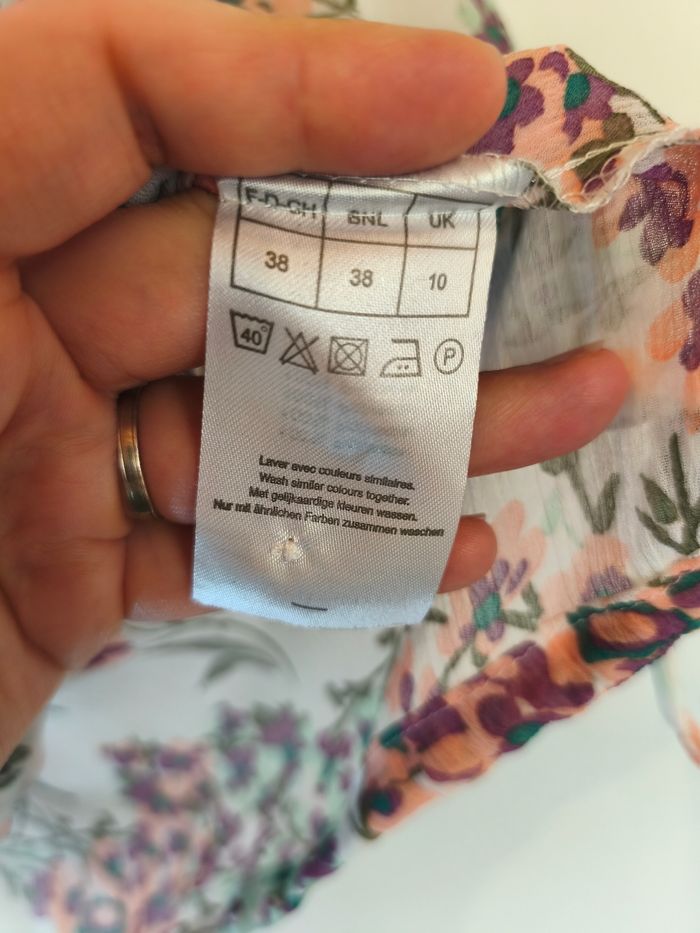 F-D-CH BNL UK
38 38 10
40° P
Laver avec couleurs similaires.
Wash similar colours together.
Met gelijkaardige kleuren wassen.
Nur mit ähnlichen Farben zusammen waschen